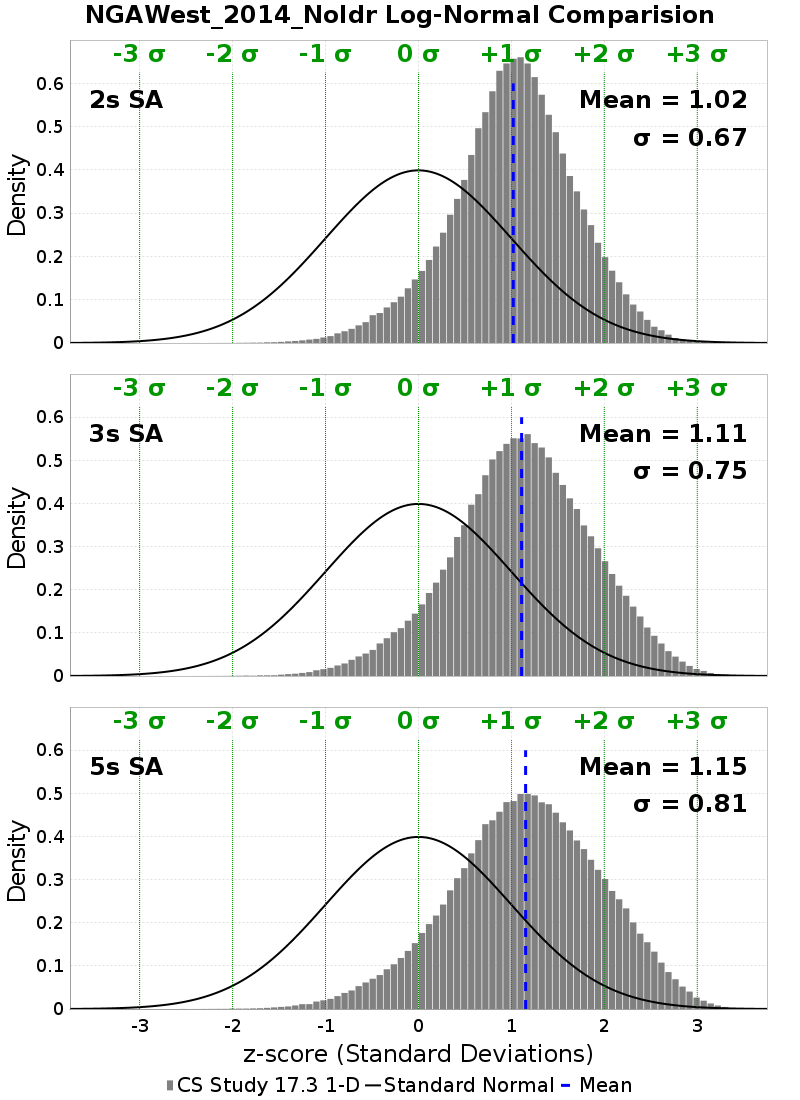 NGAWest_2014_NoIdr Log-Normal Comparision
-3 σ -2 σ -1 σ 0 σ +1 σ +2 σ +3 σ
2s SA
Mean = 1.02
σ = 0.67
Density
0.6
0.5
0.4
0.3
0.2
0.1
0
-3 σ -2 σ -1 σ 0 σ +1 σ +2 σ +3 σ
3s SA
Mean = 1.11
σ = 0.75
Density
0.6
0.5
0.4
0.3
0.2
0.1
0
-3 σ -2 σ -1 σ 0 σ +1 σ +2 σ +3 σ
5s SA
Mean = 1.15
σ = 0.81
Density
0.6
0.5
0.4
0.3
0.2
0.1
0
-3 -2 -1 0 1 2 3
z-score (Standard Deviations)
CS Study 17.3 1-D Standard Normal Mean